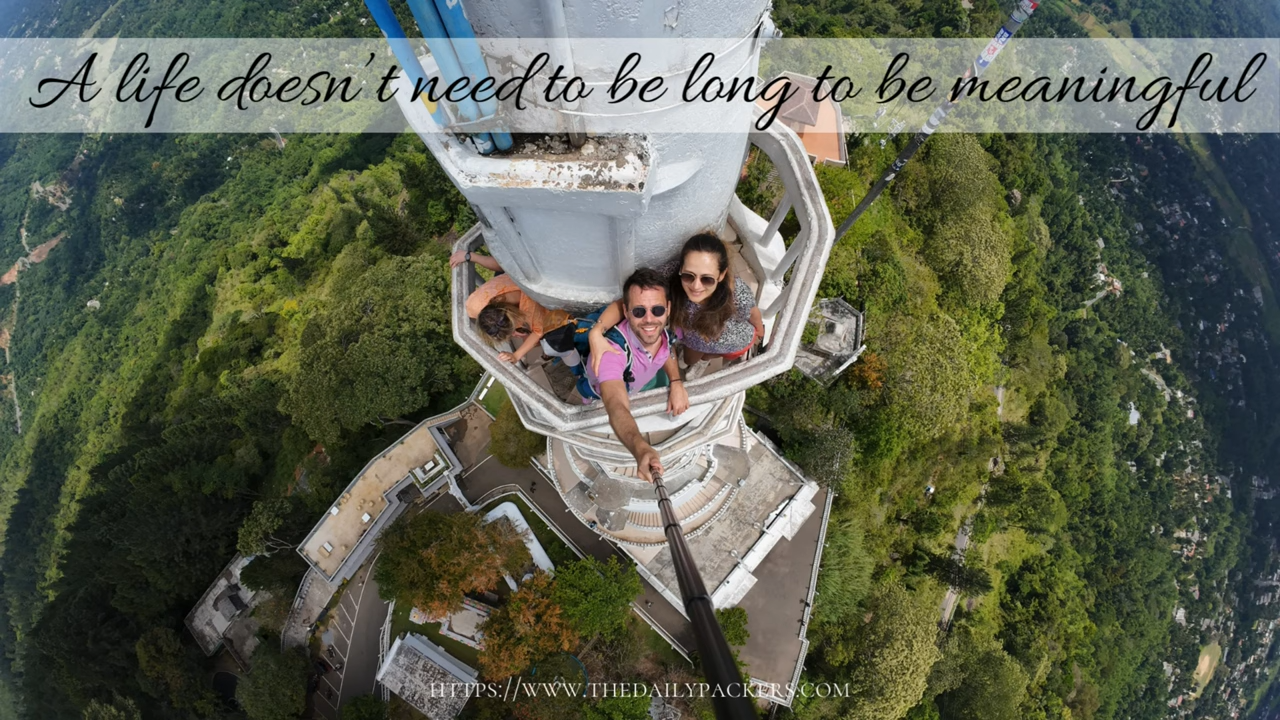 A life doesn't need to be long to be meaningful
HTTPS://WWW.THEDAILYPACKERS.COM